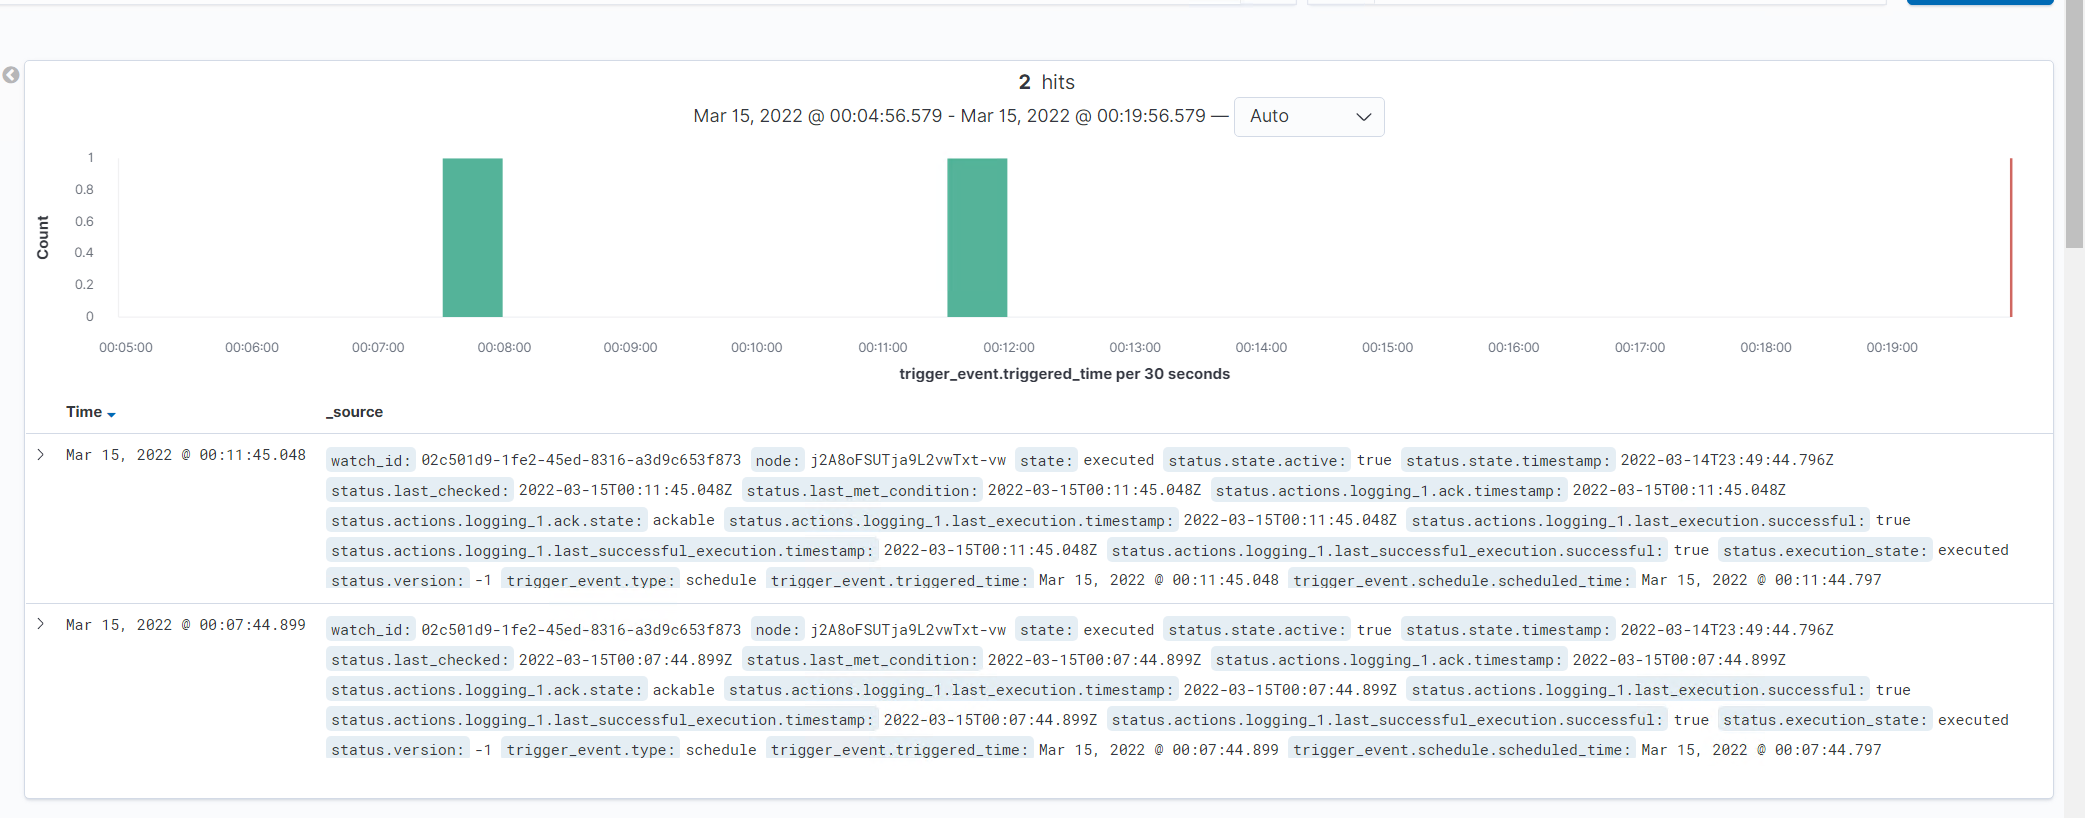 2 hits
Mar 15, 2022 @ 00:04:56.579 - Mar 15, 2022 @ 00:19:56.579 — Auto
Count
1
0.8
0.6
0.4
0.2
0
00:05:00 00:06:00 00:07:00 00:08:00 00:09:00 00:10:00 00:11:00 00:12:00 00:13:00 00:14:00 00:15:00 00:16:00 00:17:00 00:18:00 00:19:00
trigger_event.triggered_time per 30 seconds
Time _source
Mar 15, 2022 @ 00:11:45.048 watch_id: 02c501d9-1fe2-45ed-8316-a3d9c653f873 node: j2A8oFSUTja9L2vwTxt-vw state: executed status.state.active: true status.state.timestamp: 2022-03-14T23:49:44.796Z
status.last_checked: 2022-03-15T00:11:45.048Z status.last_met_condition: 2022-03-15T00:11:45.048Z status.actions.logging_1.ack.timestamp: 2022-03-15T00:11:45.048Z
status.actions.logging_1.ack.state: ackable status.actions.logging_1.last_execution.timestamp: 2022-03-15T00:11:45.048Z status.actions.logging_1.last_execution.successful: true
status.actions.logging_1.last_successful_execution.timestamp: 2022-03-15T00:11:45.048Z status.actions.logging_1.last_successful_execution.successful: true status.execution_state: executed
status.version: -1 trigger_event.type: schedule trigger_event.triggered_time: Mar 15, 2022 @ 00:11:45.048 trigger_event.schedule.scheduled_time: Mar 15, 2022 @ 00:11:44.797
Mar 15, 2022 @ 00:07:44.899 watch_id: 02c501d9-1fe2-45ed-8316-a3d9c653f873 node: j2A8oFSUTja9L2vwTxt-vw state: executed status.state.active: true status.state.timestamp: 2022-03-14T23:49:44.796Z
status.last_checked: 2022-03-15T00:07:44.899Z status.last_met_condition: 2022-03-15T00:07:44.899Z status.actions.logging_1.ack.timestamp: 2022-03-15T00:07:44.899Z
status.actions.logging_1.ack.state: ackable status.actions.logging_1.last_execution.timestamp: 2022-03-15T00:07:44.899Z status.actions.logging_1.last_execution.successful: true
status.actions.logging_1.last_successful_execution.timestamp: 2022-03-15T00:07:44.899Z status.actions.logging_1.last_successful_execution.successful: true status.execution_state: executed
status.version: -1 trigger_event.type: schedule trigger_event.triggered_time: Mar 15, 2022 @ 00:07:44.899 trigger_event.schedule.scheduled_time: Mar 15, 2022 @ 00:07:44.797